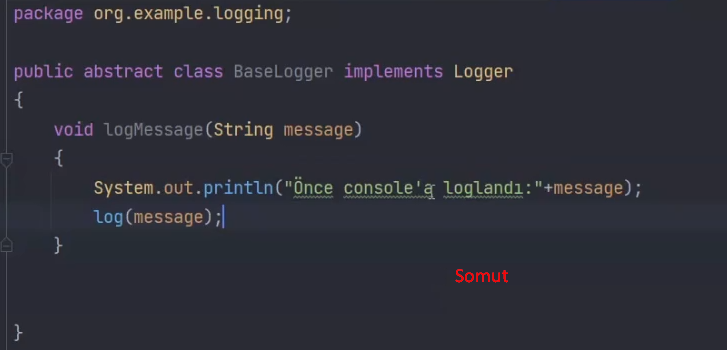 package org.example.logging;
public abstract class BaseLogger implements Logger
{
void logMessage(String message)
{
System.out.println("Önce console'a loglandı:"+message);
log(message);
}
Somut
}